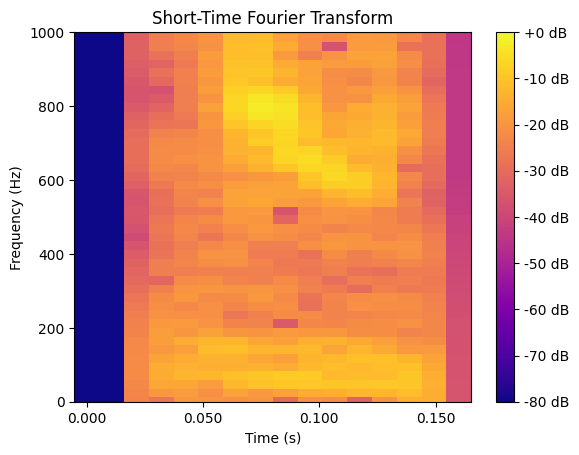 Short-Time Fourier Transform
1000
800
600
400
200
0
Frequency (Hz)
0.000
0.050
0.100
0.150
Time (s)
+0 dB
-10 dB
-20 dB
-30 dB
-40 dB
-50 dB
-60 dB
-70 dB
-80 dB